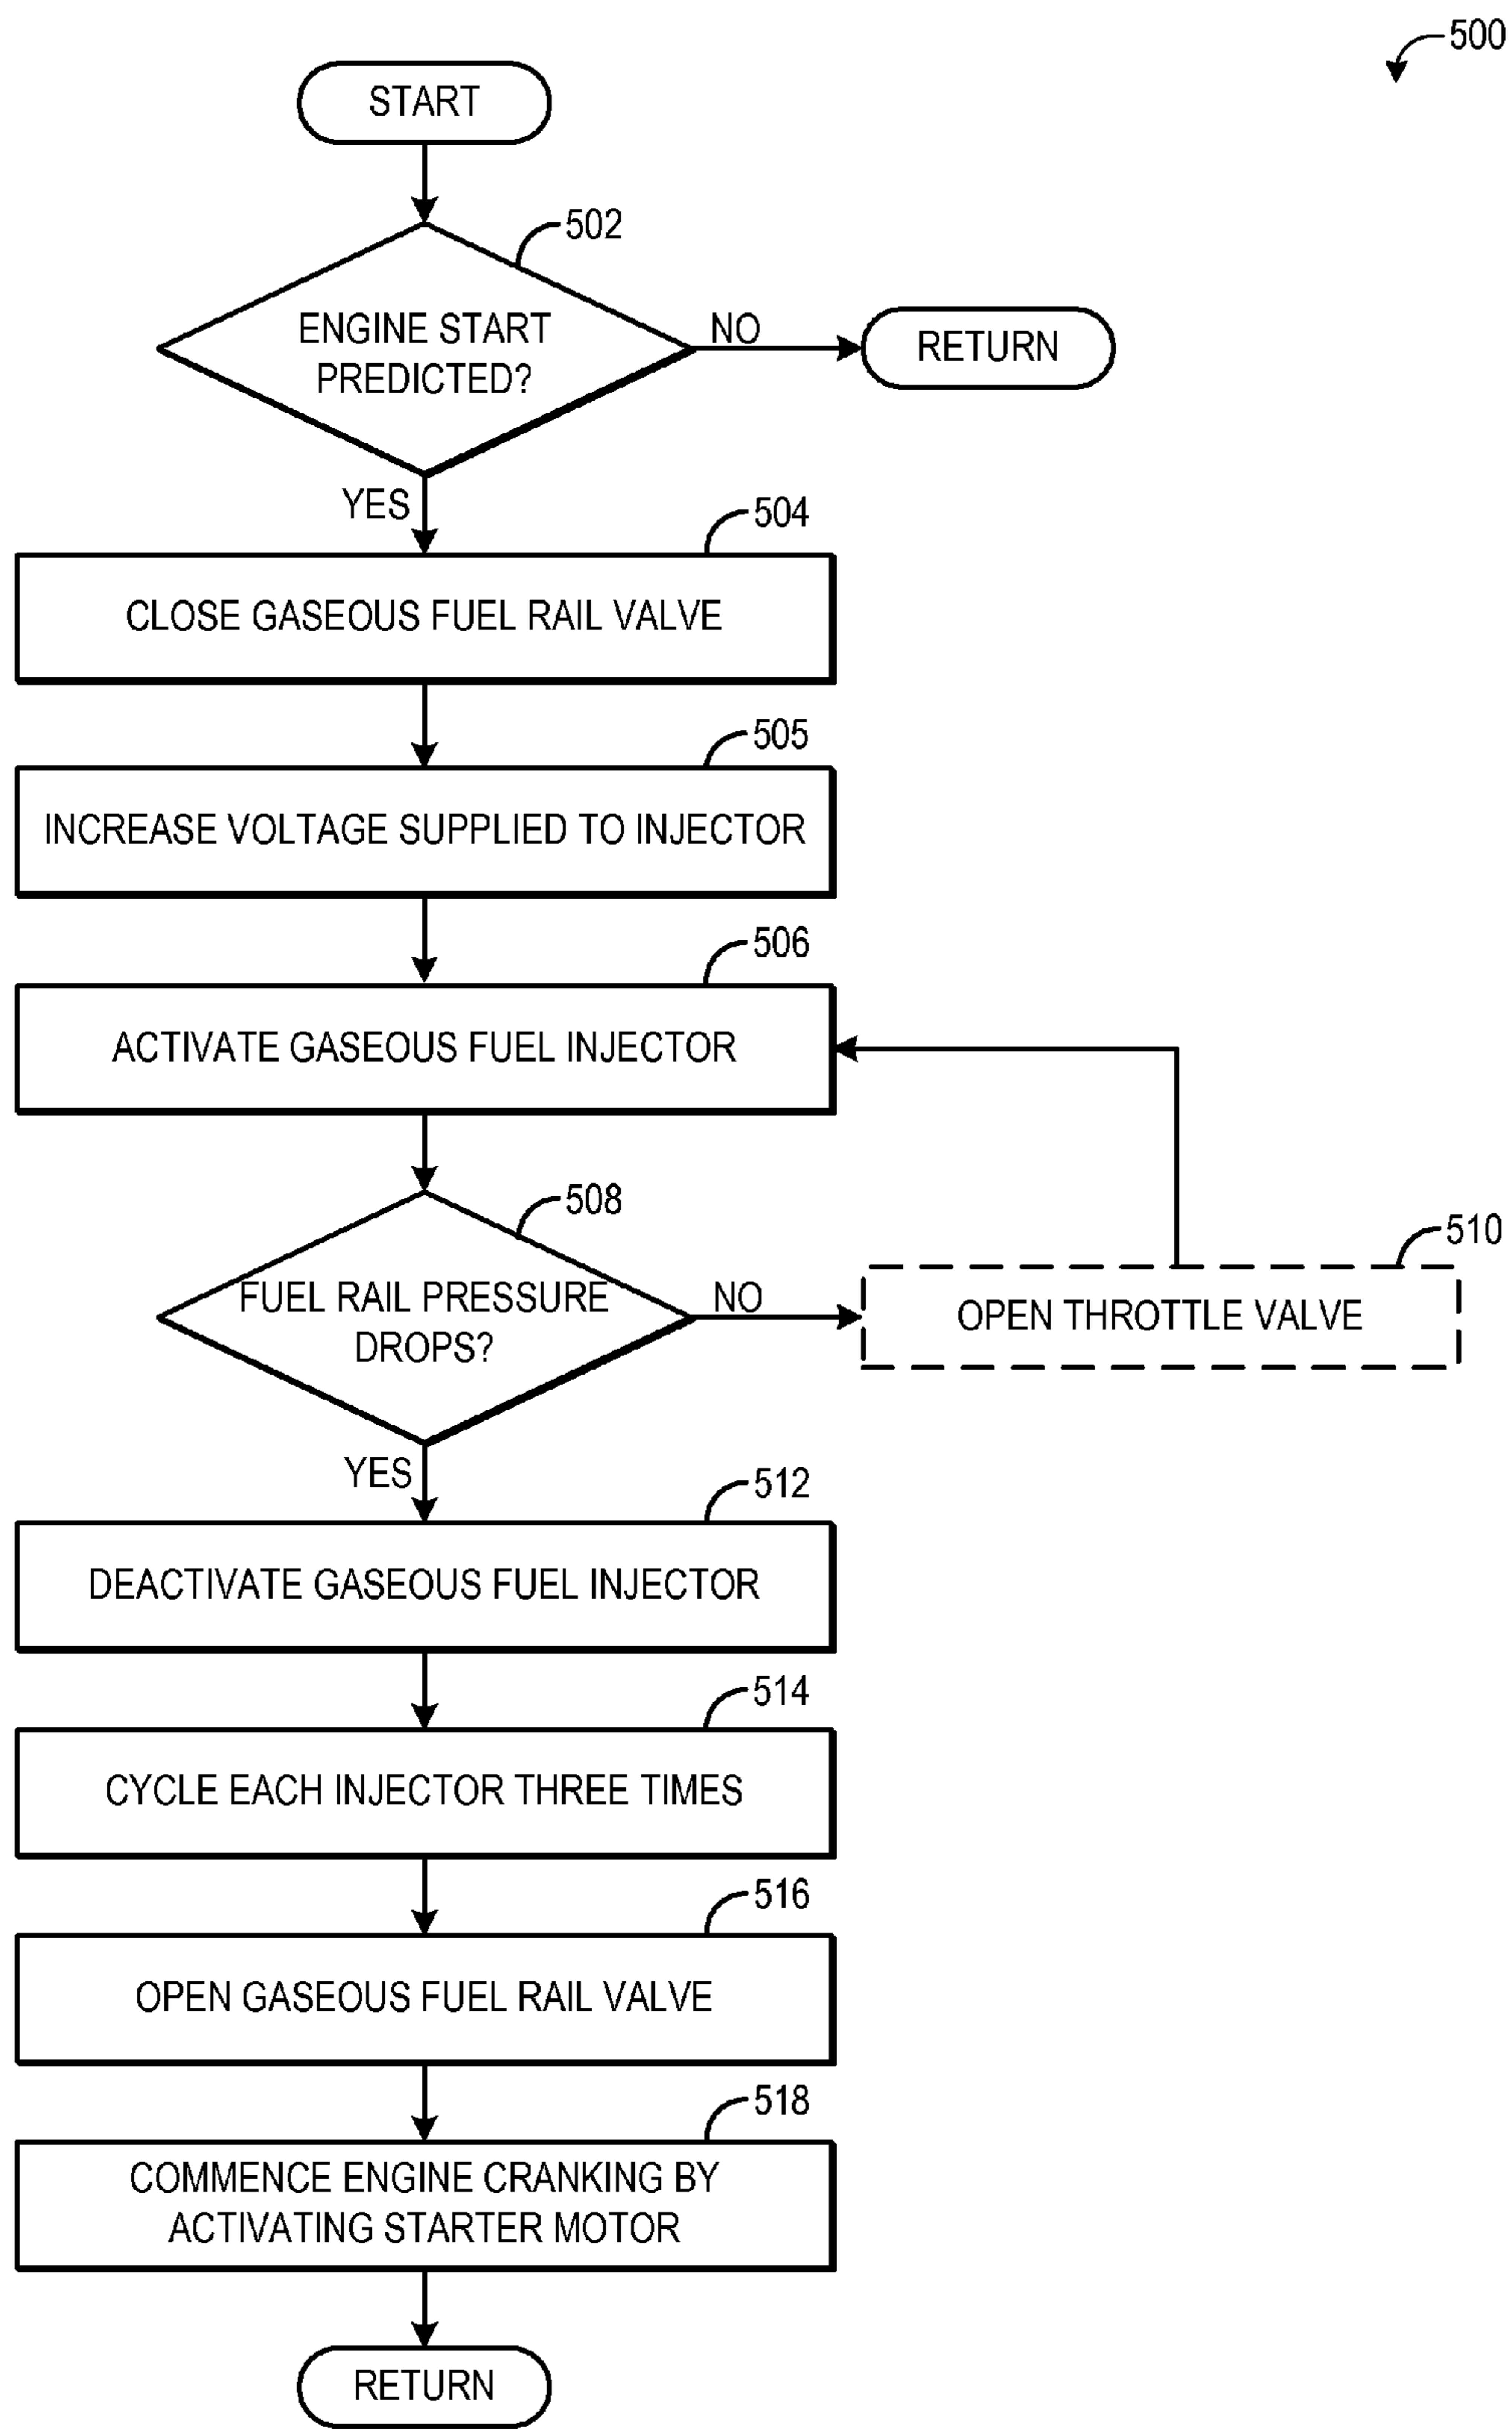 500
START
502
ENGINE START
PREDICTED?
NO
RETURN
YES
504
CLOSE GASEOUS FUEL RAIL VALVE
505
INCREASE VOLTAGE SUPPLIED TO INJECTOR
506
ACTIVATE GASEOUS FUEL INJECTOR
508
FUEL RAIL PRESSURE
DROPS?
NO
510
OPEN THROTTLE VALVE
YES
512
DEACTIVATE GASEOUS FUEL INJECTOR
514
CYCLE EACH INJECTOR THREE TIMES
516
OPEN GASEOUS FUEL RAIL VALVE
518
COMMENCE ENGINE CRANKING BY
ACTIVATING STARTER MOTOR
RETURN